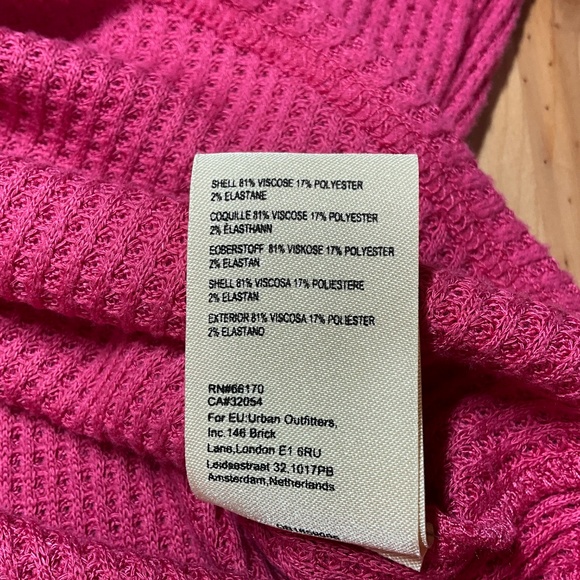 SHELL 81% VISCOSE 17% POLYESTER
2% ELASTANE
COQUILLE 81% VISCOSE 17% POLYESTER
2% ÉLASTHANN
EOBERSTOFF 81% VISKOSE 17% POLYESTER
2% ELASTAN
SHELL 81% VISCOSA 17% POLIESTERE
2% ELASTAN
EXTERIOR 81% VISCOSA 17% POLIESTER
2% ELASTANO
RN#66170
CA#32054
For EU:Urban Outfitters,
Inc.146 Brick
Lane,London E1 6RU
Leidsestraat 32.1017PB
Amsterdam,Netherlands